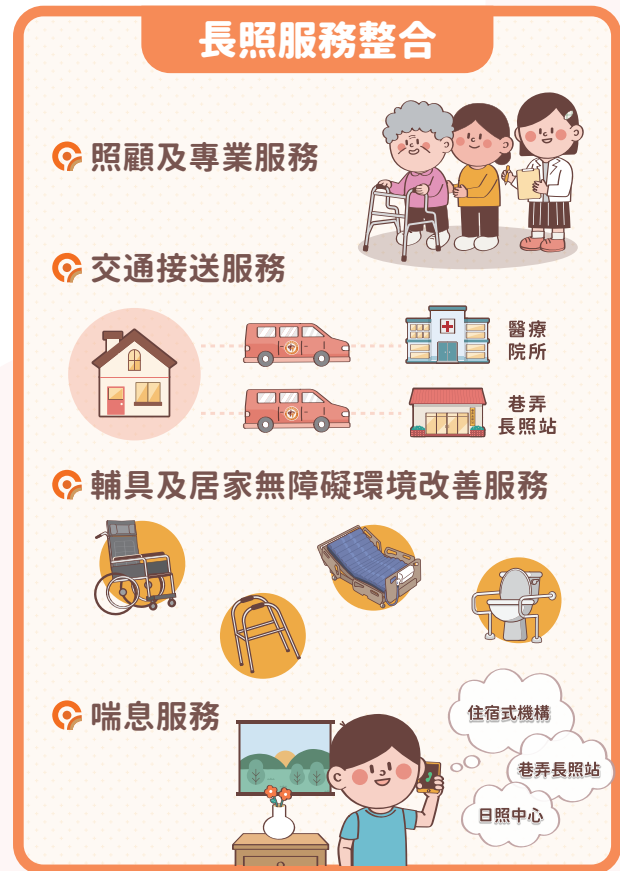 長照服務整合
照顧及專業服務
交通接送服務
醫療
院所
巷弄
長照站
輔具及居家無障礙環境改善服務
喘息服務
住宿式機構
巷弄長照站
日照中心